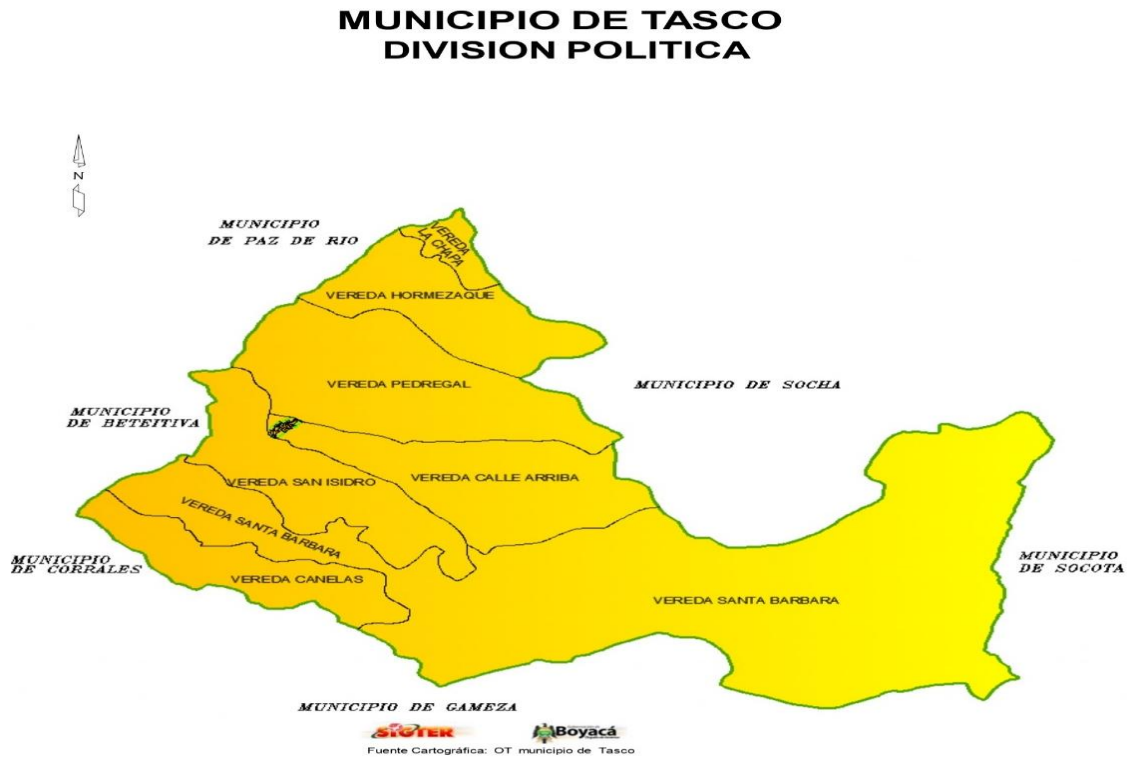 MUNICIPIO DE TASCO
DIVISION POLITICA
N
MUNICIPIO
DE PAZ DE RIO
VEREDA
LA CHAPA
VEREDA HORMEZAQUE
VEREDA PEDREGAL
MUNICIPIO DE SOCHA
MUNICIPIO
DE BETEITIVA
VEREDA SAN ISIDRO
VEREDA CALLE ARRIBA
VEREDA SANTA BARBARA
MUNICIPIO
DE CORRALES
VEREDA CANELAS
VEREDA SANTA BARBARA
MUNICIPIO
DE SOCOTA
MUNICIPIO DE GAMEZA
SIGTER
Boyacá
Fuente Cartográfica: OT municipio de Tasco